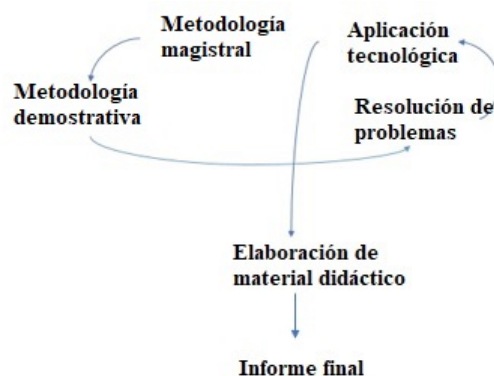 Metodología
magistral
Aplicación
tecnológica
Metodología
demostrativa
Resolución de
problemas
Elaboración de
material didáctico
Informe final